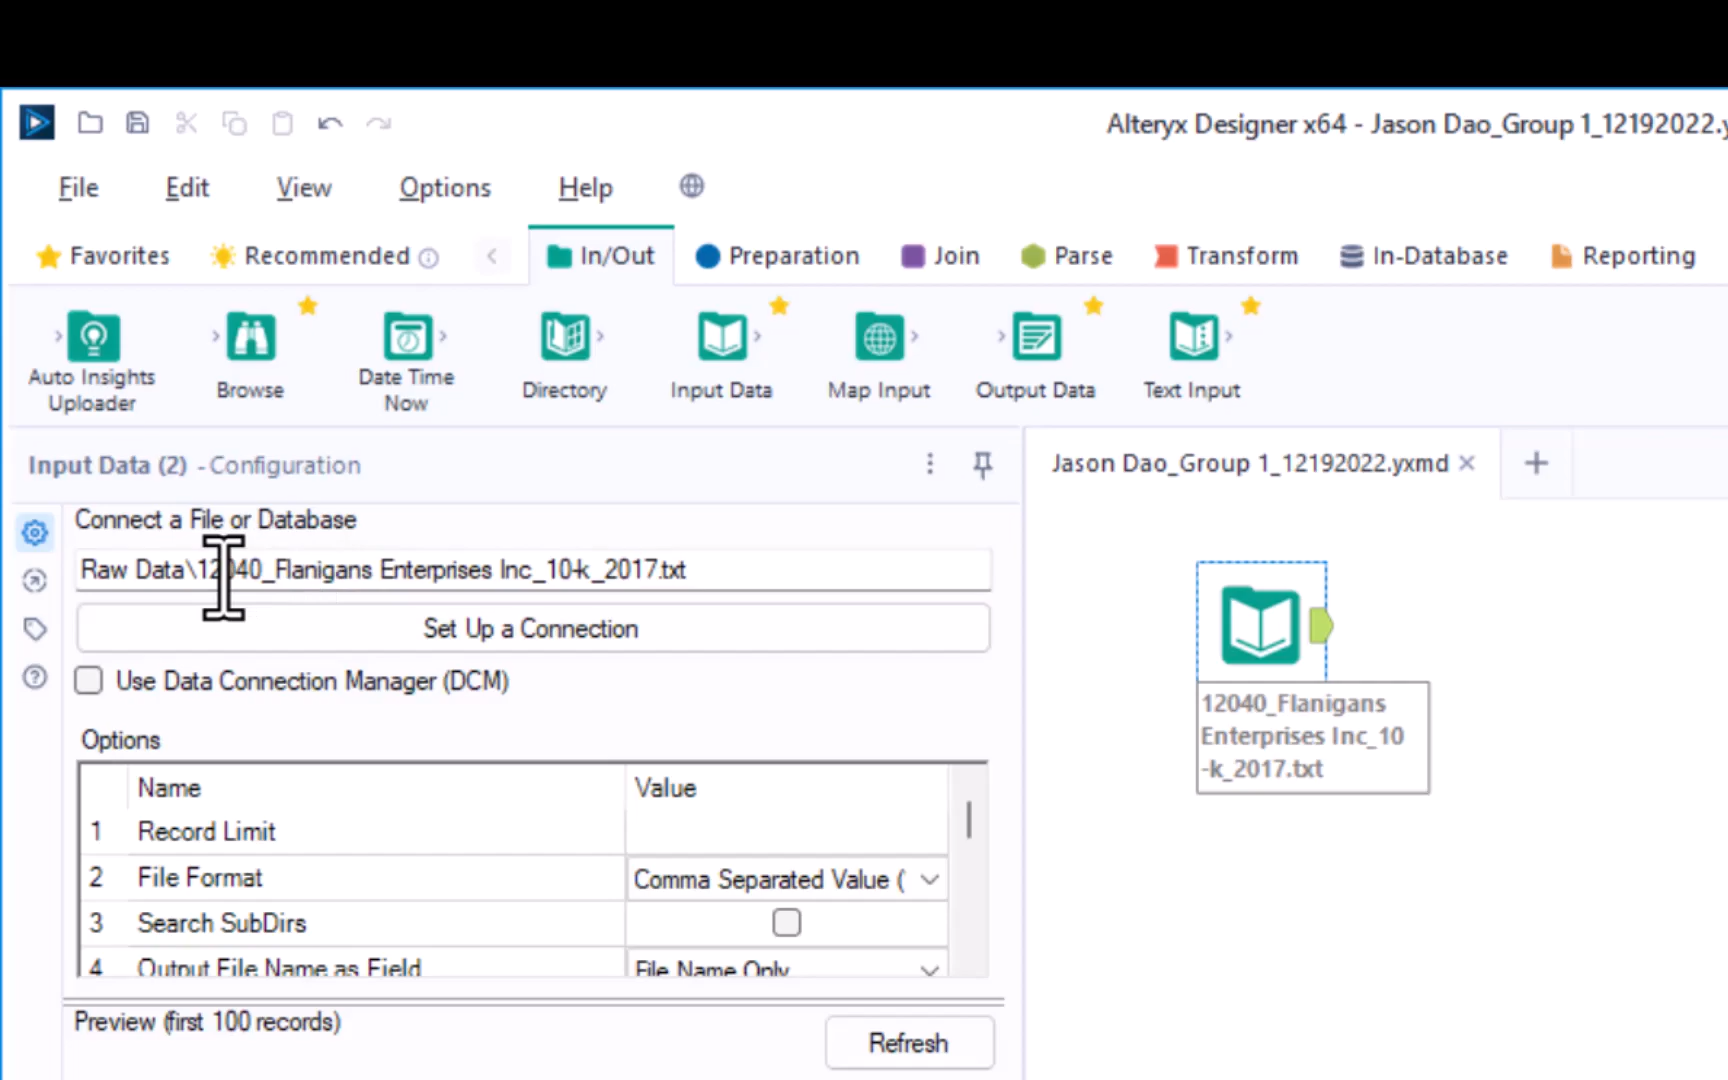 Alteryx Designer x64 - Jason Dao_Group 1_12192022.y
File Edit View Options Help
Favorites Recommended In/Out Preparation Join Parse Transform In-Database Reporting
Auto Insights Uploader
Browse
Date Time Now
Directory
Input Data
Map Input
Output Data
Text Input
Input Data (2) - Configuration
Jason Dao_Group 1_12192022.yxmd
Connect a File or Database
Raw Data\12040_Flanigans Enterprises Inc_10-k_2017.txt
Set Up a Connection
Use Data Connection Manager (DCM)
Options
Name Value
1 Record Limit
2 File Format Comma Separated Value (
3 Search SubDirs
4 Output File Name as Field File Name Only
Preview (first 100 records)
Refresh
12040_Flanigans
Enterprises Inc_10
-k_2017.txt